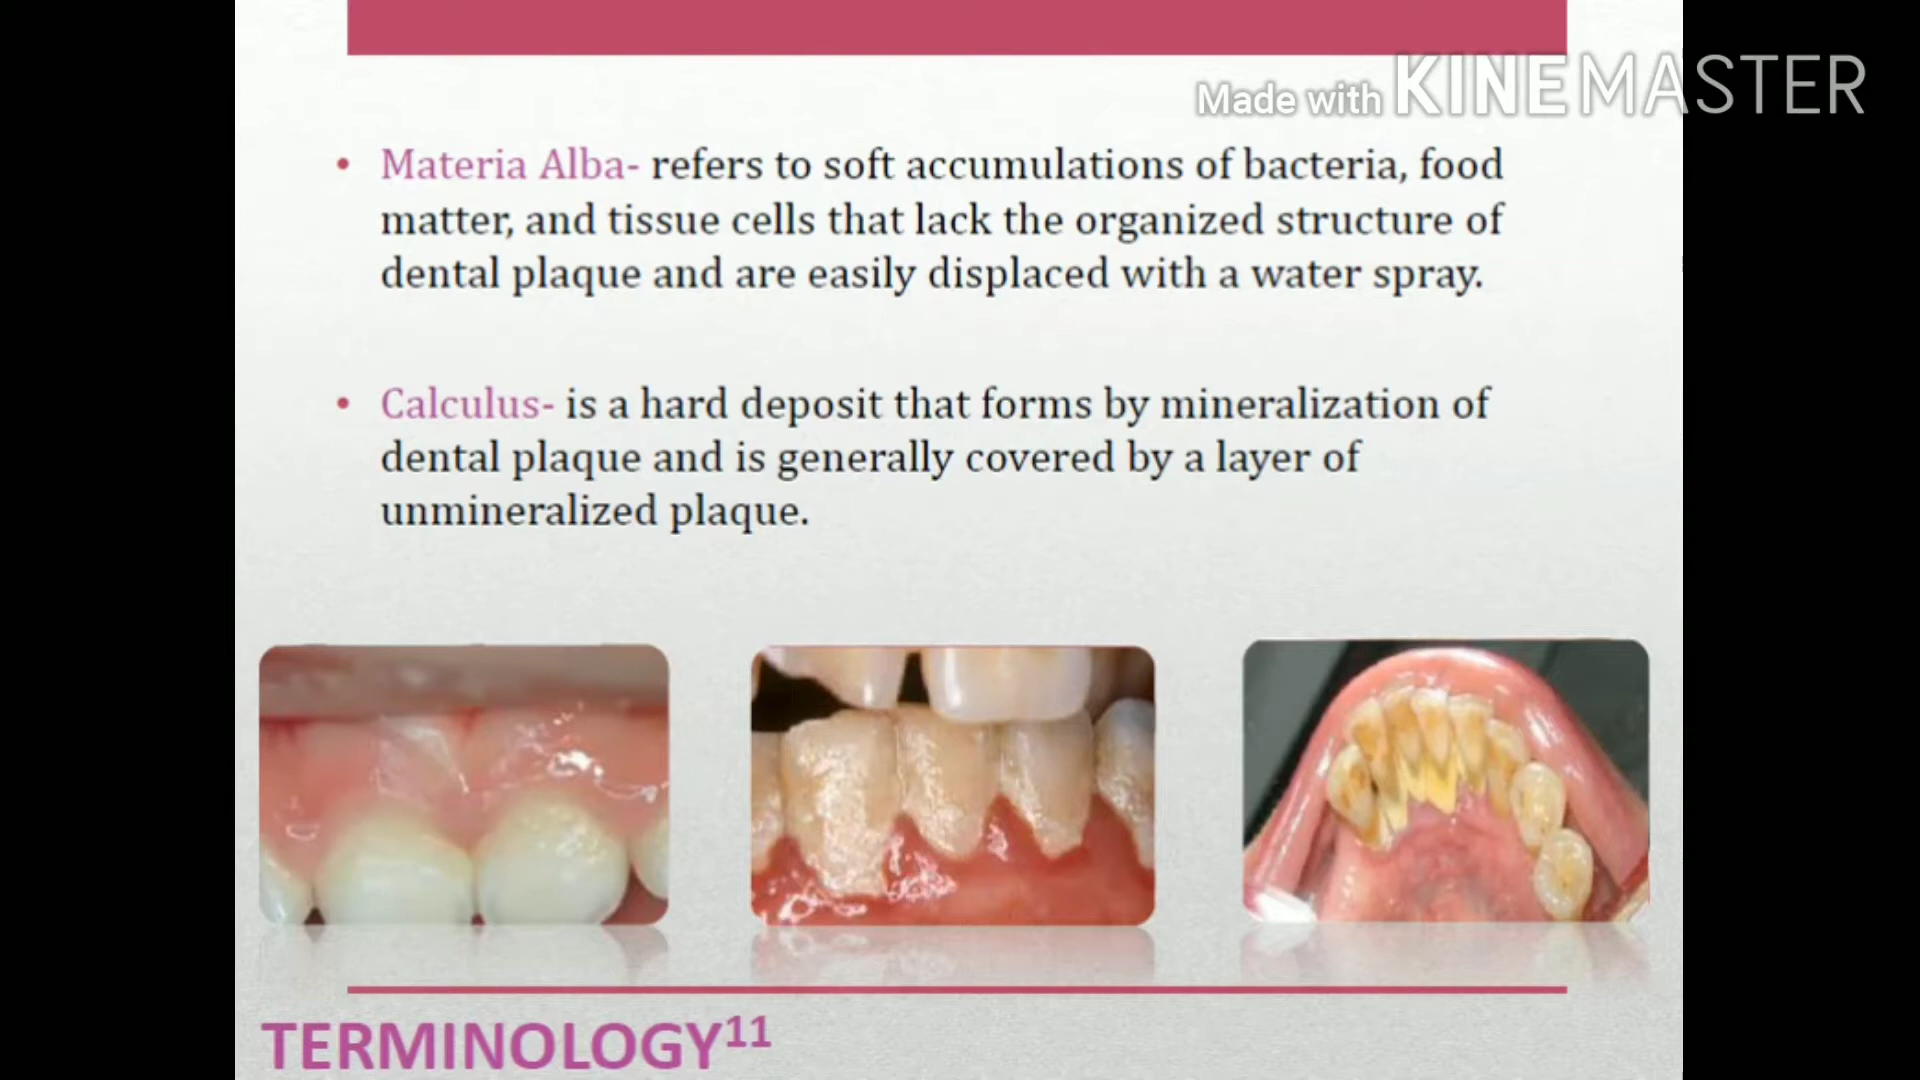 Made with KINEMASTER
• Materia Alba- refers to soft accumulations of bacteria, food
matter, and tissue cells that lack the organized structure of
dental plaque and are easily displaced with a water spray.
• Calculus- is a hard deposit that forms by mineralization of
dental plaque and is generally covered by a layer of
unmineralized plaque.
TERMINOLOGY¹¹